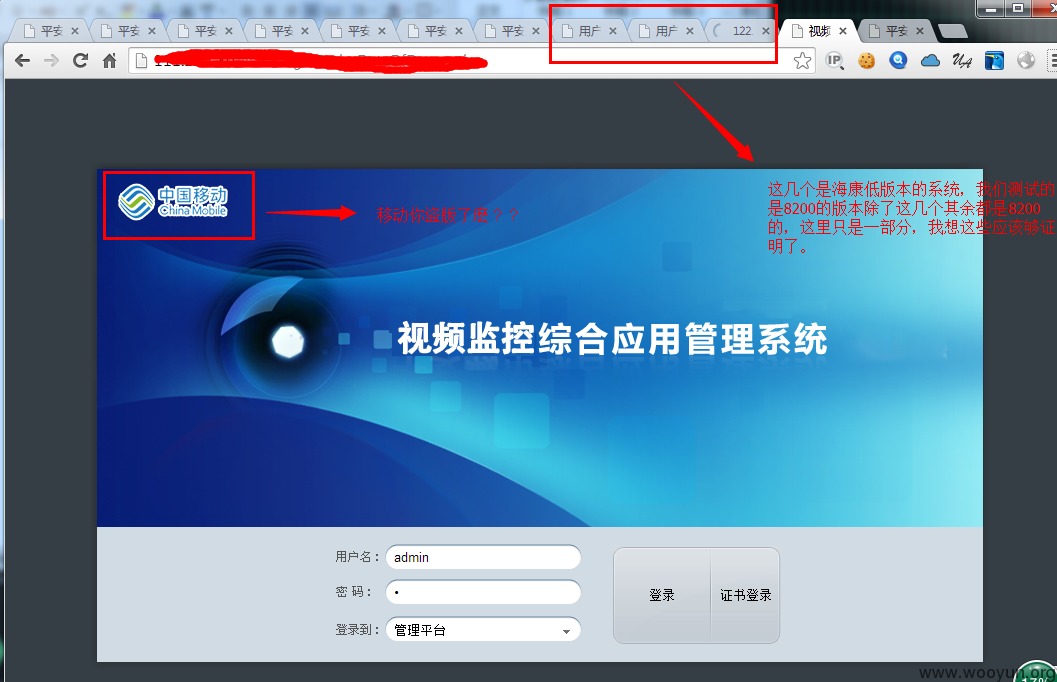 平安
平安
平安
平安
平安
平安
平安
用户
用户
122.
视频
平安
IP
中国移动
China Mobile
移动你盗版了麽？？
这几个是海康低版本的系统，我们测试的
是8200的版本除了这几个其余都是8200
的，这里只是一部分，我想这些应该够证
明了。
视频监控综合应用管理系统
用户名：
admin
密 码：
•
登录到：
管理平台
登录
证书登录
www.wooyun.org
17%